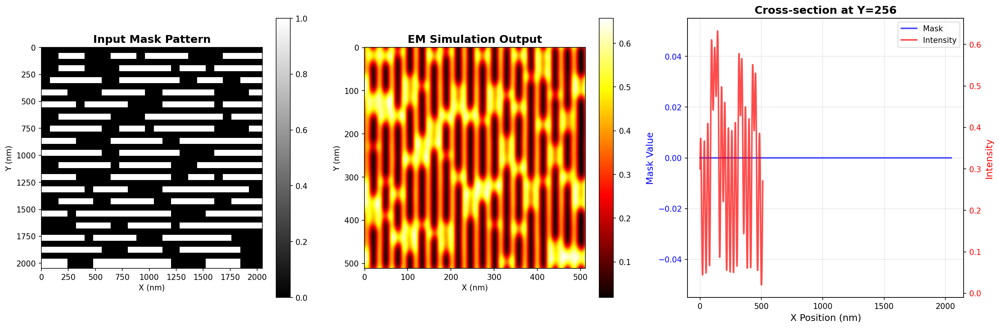 Input Mask Pattern
0
250
500
750
1000
1250
1500
1750
2000
Y (nm)
0 250 500 750 1000 1250 1500 1750 2000
X (nm)
1.0
0.8
0.6
0.4
0.2
0.0
EM Simulation Output
0
100
200
300
400
500
Y (nm)
0 100 200 300 400 500
X (nm)
0.6
0.5
0.4
0.3
0.2
0.1
Cross-section at Y=256
Mask
Intensity
0.04
0.02
0.00
−0.02
−0.04
Mask Value
0 500 1000 1500 2000
X Position (nm)
0.6
0.5
0.4
0.3
0.2
0.1
0.0
Intensity